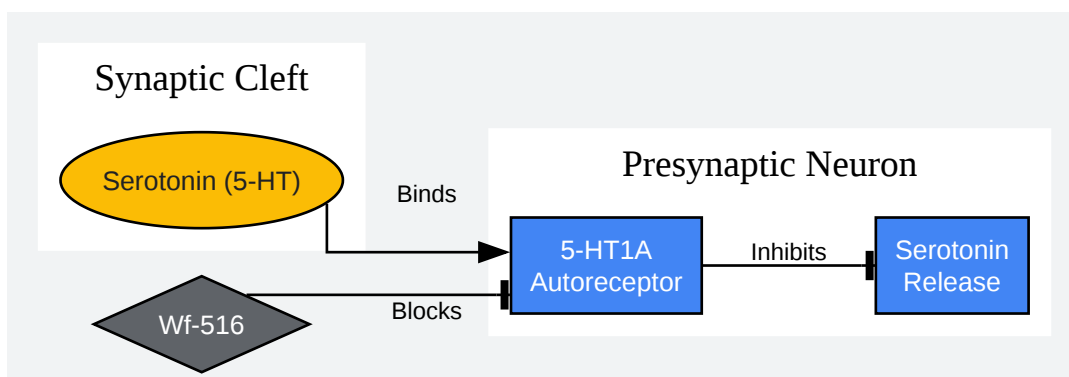 Synaptic Cleft
Serotonin (5-HT)
Binds
Presynaptic Neuron
5-HT1A
Autoreceptor
Inhibits
Serotonin
Release
Wf-516
Blocks